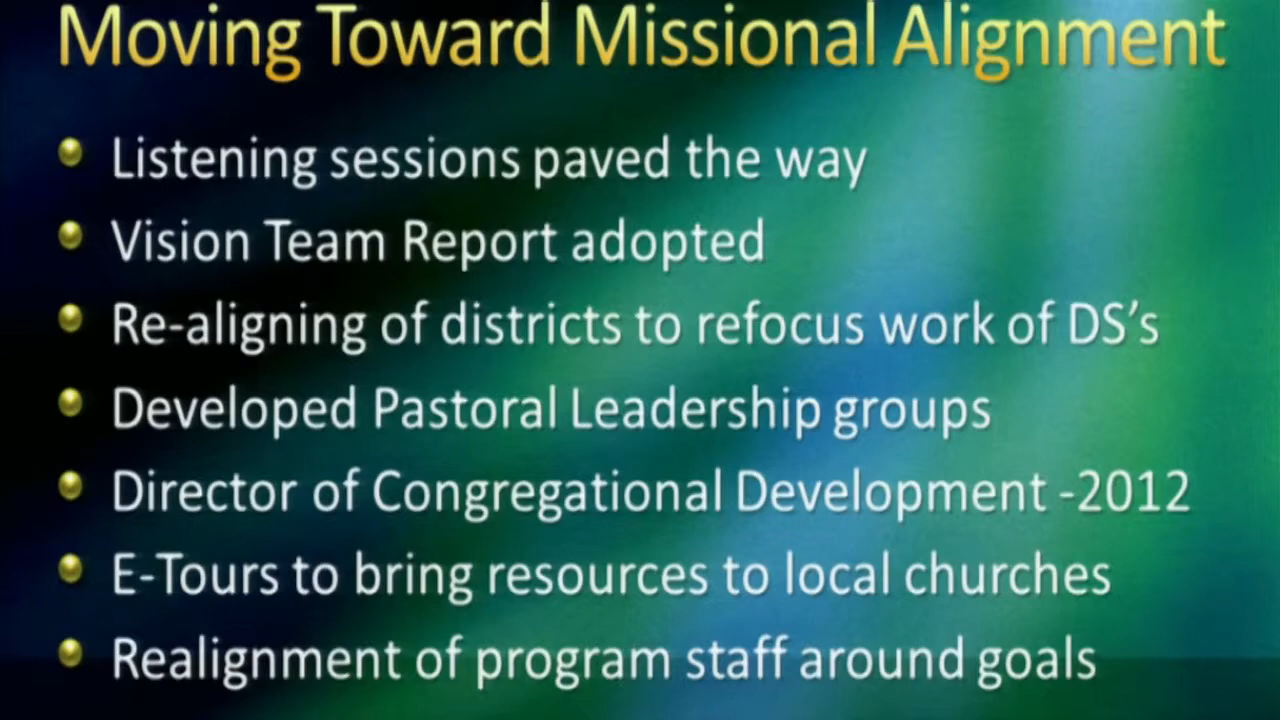 Moving Toward Missional Alignment
Listening sessions paved the way
Vision Team Report adopted
Re-aligning of districts to refocus work of DS’s
Developed Pastoral Leadership groups
Director of Congregational Development -2012
E-Tours to bring resources to local churches
Realignment of program staff around goals